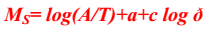 Mₛ= log(A/T)+a+c log ð